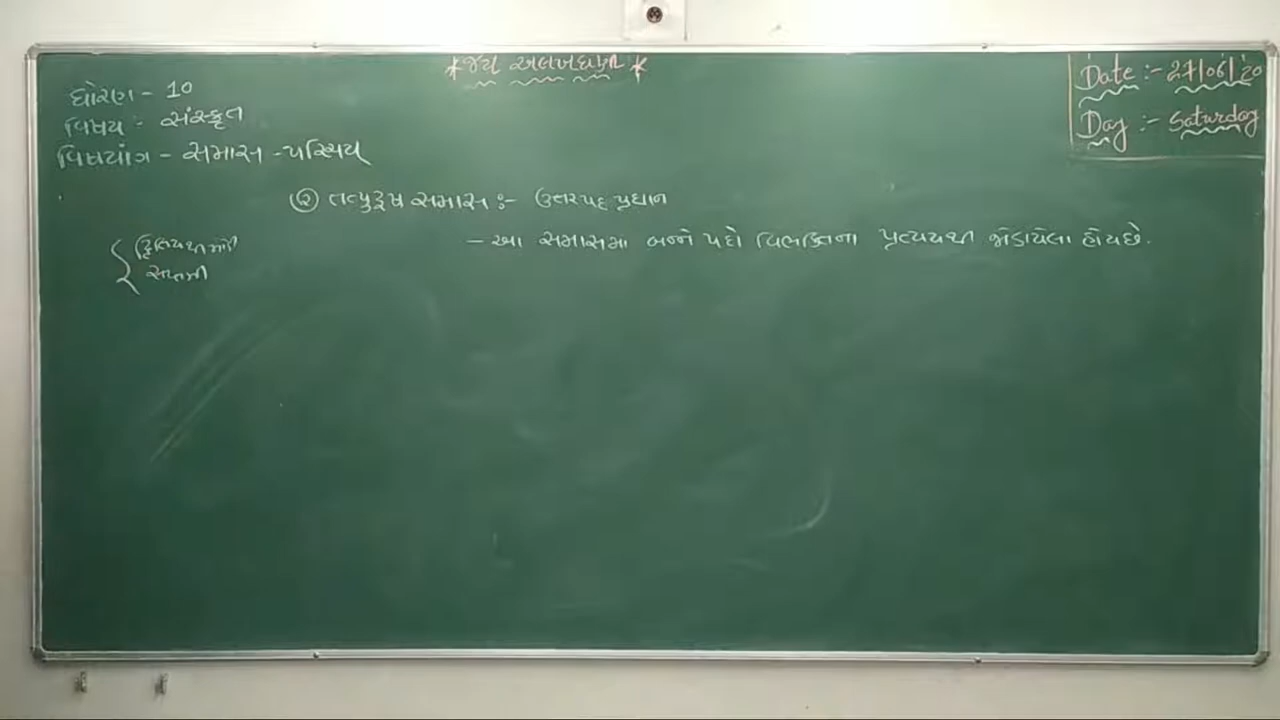 *જય અલખધણી*
Date :- 27/06/20
Day :- Saturday
ધોરણ - 10
વિષય : સંસ્કૃત
વિષયાંગ - સમાસ - પરિચય
② તત્પુરૂષ સમાસ :- ઉત્તરપદ પ્રધાન
- આ સમાસમા બન્ને પદો વિભક્તિના પ્રત્યયથી જોડાયેલા હોય છે.
સપ્તમી